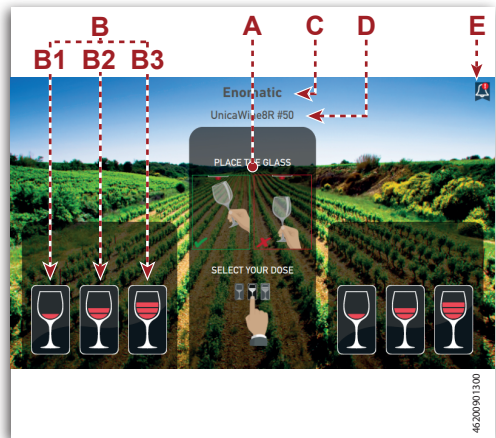 B A C D E
B1 B2 B3
Enomatic
UnicaWine8R #50
PLACE THE GLASS
SELECT YOUR DOSE
46200901300